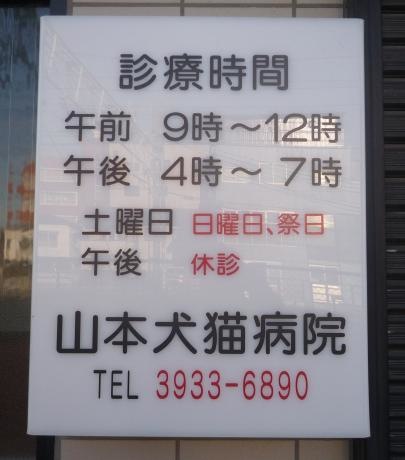 診療時間
午前 9時～12時
午後 4時～ 7時
土曜日 日曜日、祭日
午後 休診
山本犬猫病院
TEL 3933-6890